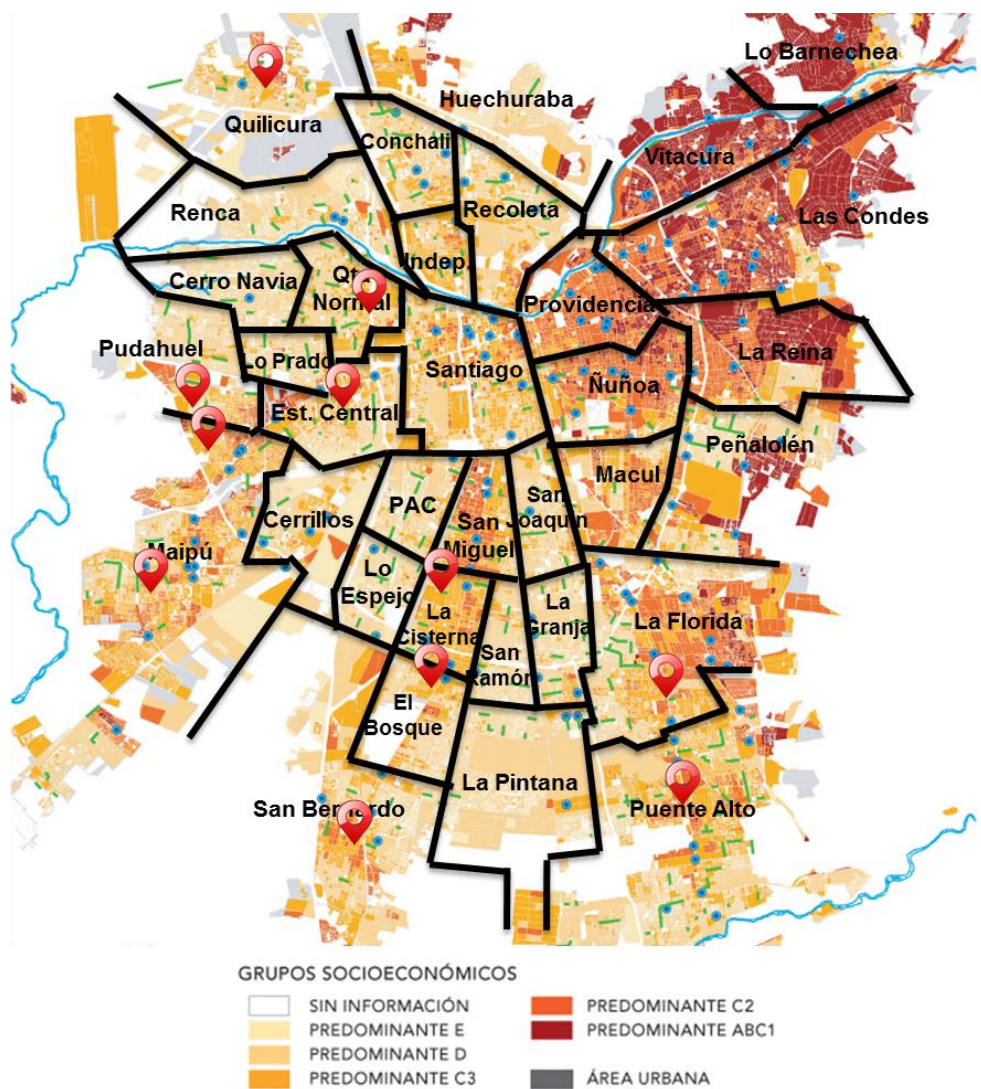 Lo Barnechea
Huechuraba
Quilicura
Conchalí
Vitacura
Renca
Recoleta
Las Condes
Indep.
Cerro Navia
Qta
Normal
Providencia
Pudahuel
Lo Prado
Santiago
La Reina
Ñuñoa
Est. Central
Peñalolén
PAC
San
Joaquín
Macul
Cerrillos
San
Miguel
Maipú
Lo
Espejo
La
Cisterna
La
Granja
La Florida
San
Ramón
El
Bosque
La Pintana
San Bernardo
Puente Alto
GRUPOS SOCIOECONÓMICOS
SIN INFORMACIÓN
PREDOMINANTE E
PREDOMINANTE D
PREDOMINANTE C3
PREDOMINANTE C2
PREDOMINANTE ABC1
ÁREA URBANA